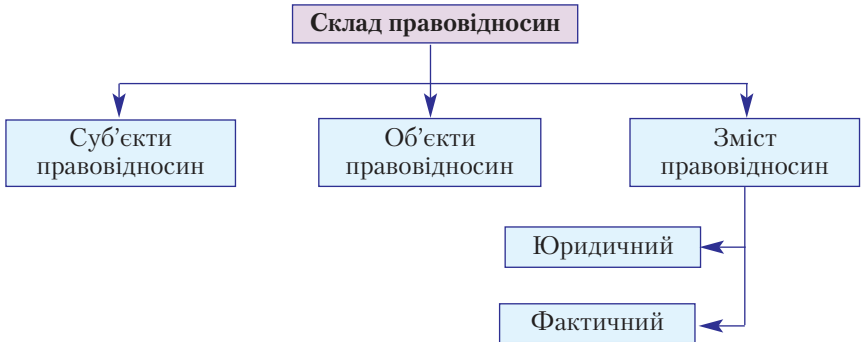 Склад правовідносин
Суб’єкти
правовідносин
Об’єкти
правовідносин
Зміст
правовідносин
Юридичний
Фактичний